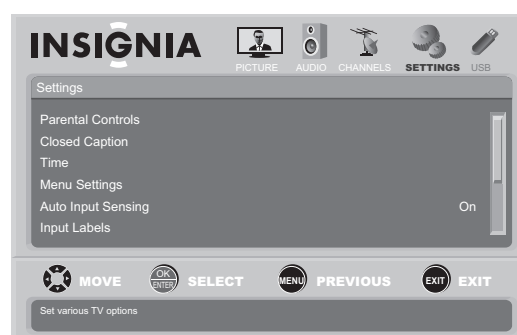 INSIGNIA
PICTURE AUDIO CHANNELS SETTINGS USB
Settings
Parental Controls
Closed Caption
Time
Menu Settings
Auto Input Sensing On
Input Labels
MOVE OK ENTER SELECT MENU PREVIOUS EXIT EXIT
Set various TV options